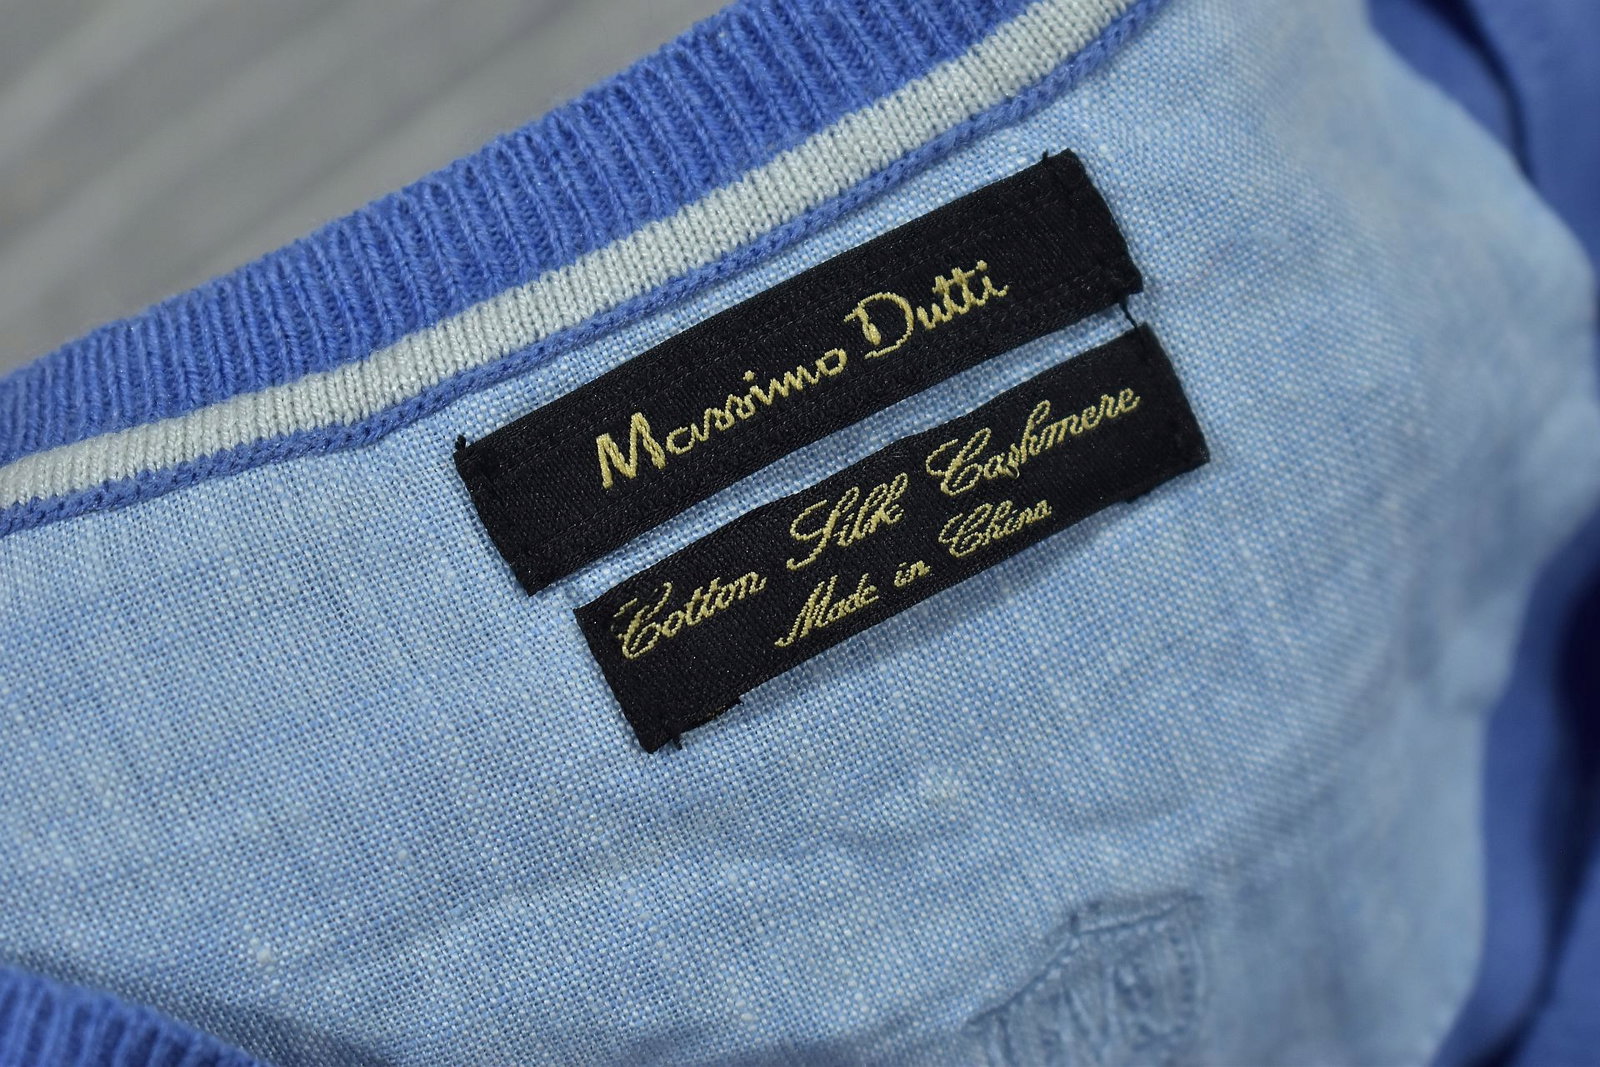 Massimo Dutti
Cotton Silk Cashmere
Made in China